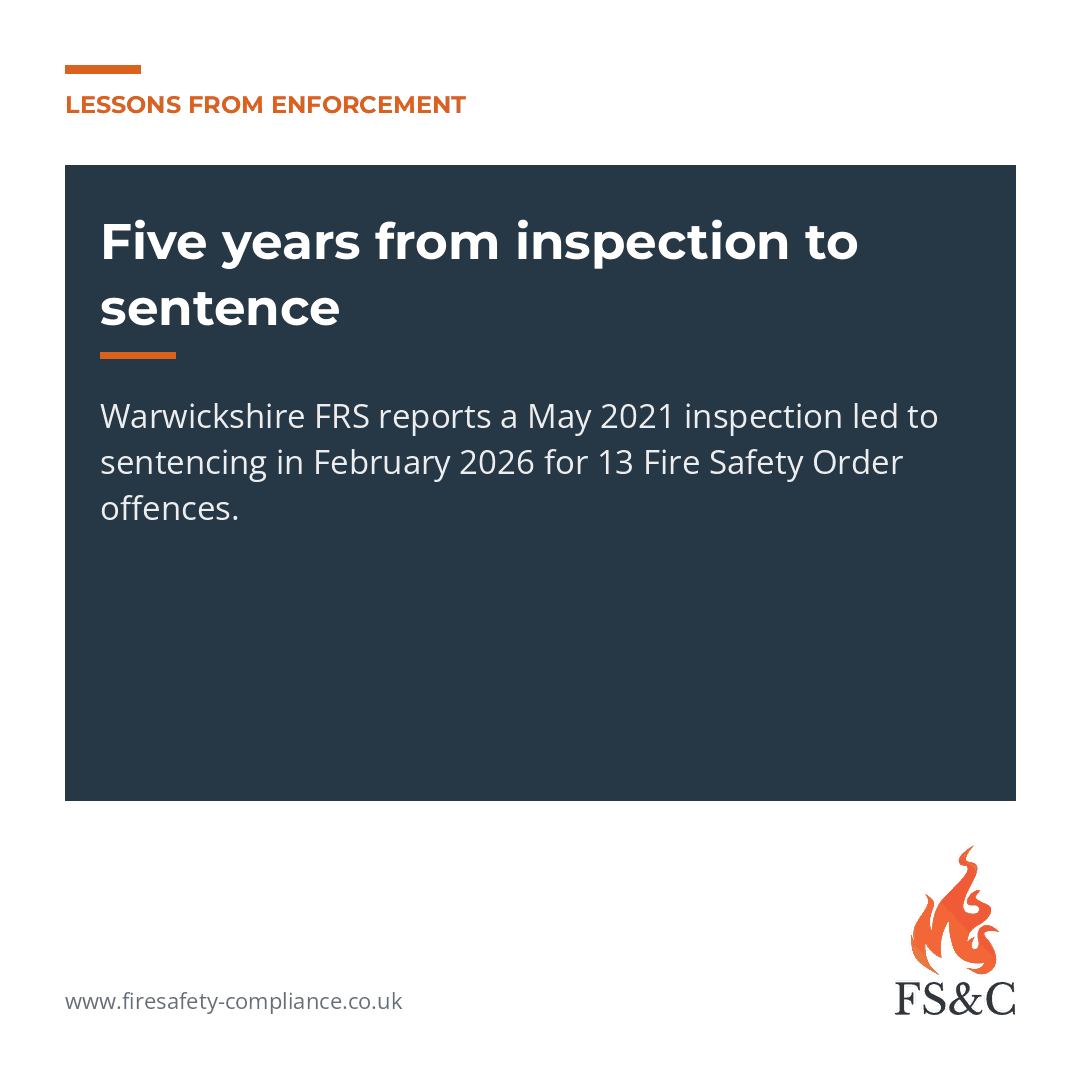 LESSONS FROM ENFORCEMENT
Five years from inspection to
sentence
Warwickshire FRS reports a May 2021 inspection led to
sentencing in February 2026 for 13 Fire Safety Order
offences.
www.firesafety-compliance.co.uk
FS&C